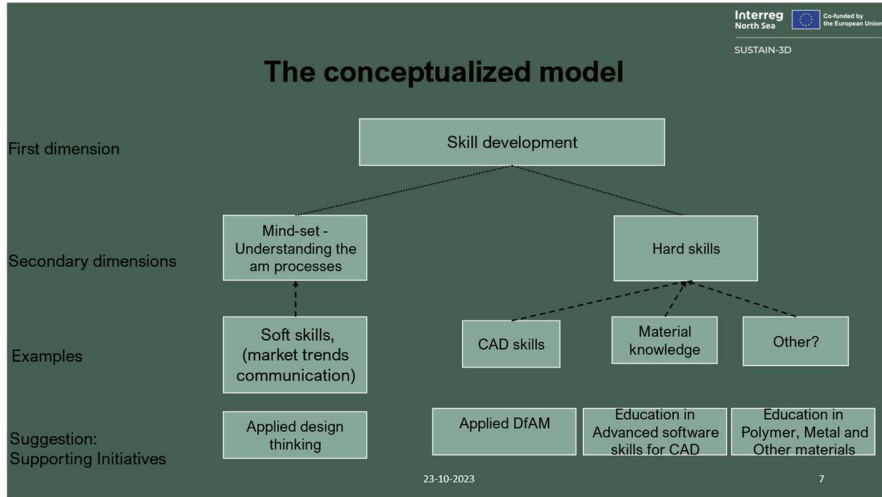 Interreg
North Sea
Co-funded by
the European Union
SUSTAIN-3D
The conceptualized model
First dimension
Skill development
Secondary dimensions
Mind-set -
Understanding the
am processes
Hard skills
Examples
Soft skills,
(market trends
communication)
CAD skills
Material
knowledge
Other?
Suggestion:
Supporting Initiatives
Applied design
thinking
Applied DfAM
Education in
Advanced software
skills for CAD
Education in
Polymer, Metal and
Other materials
23-10-2023
7